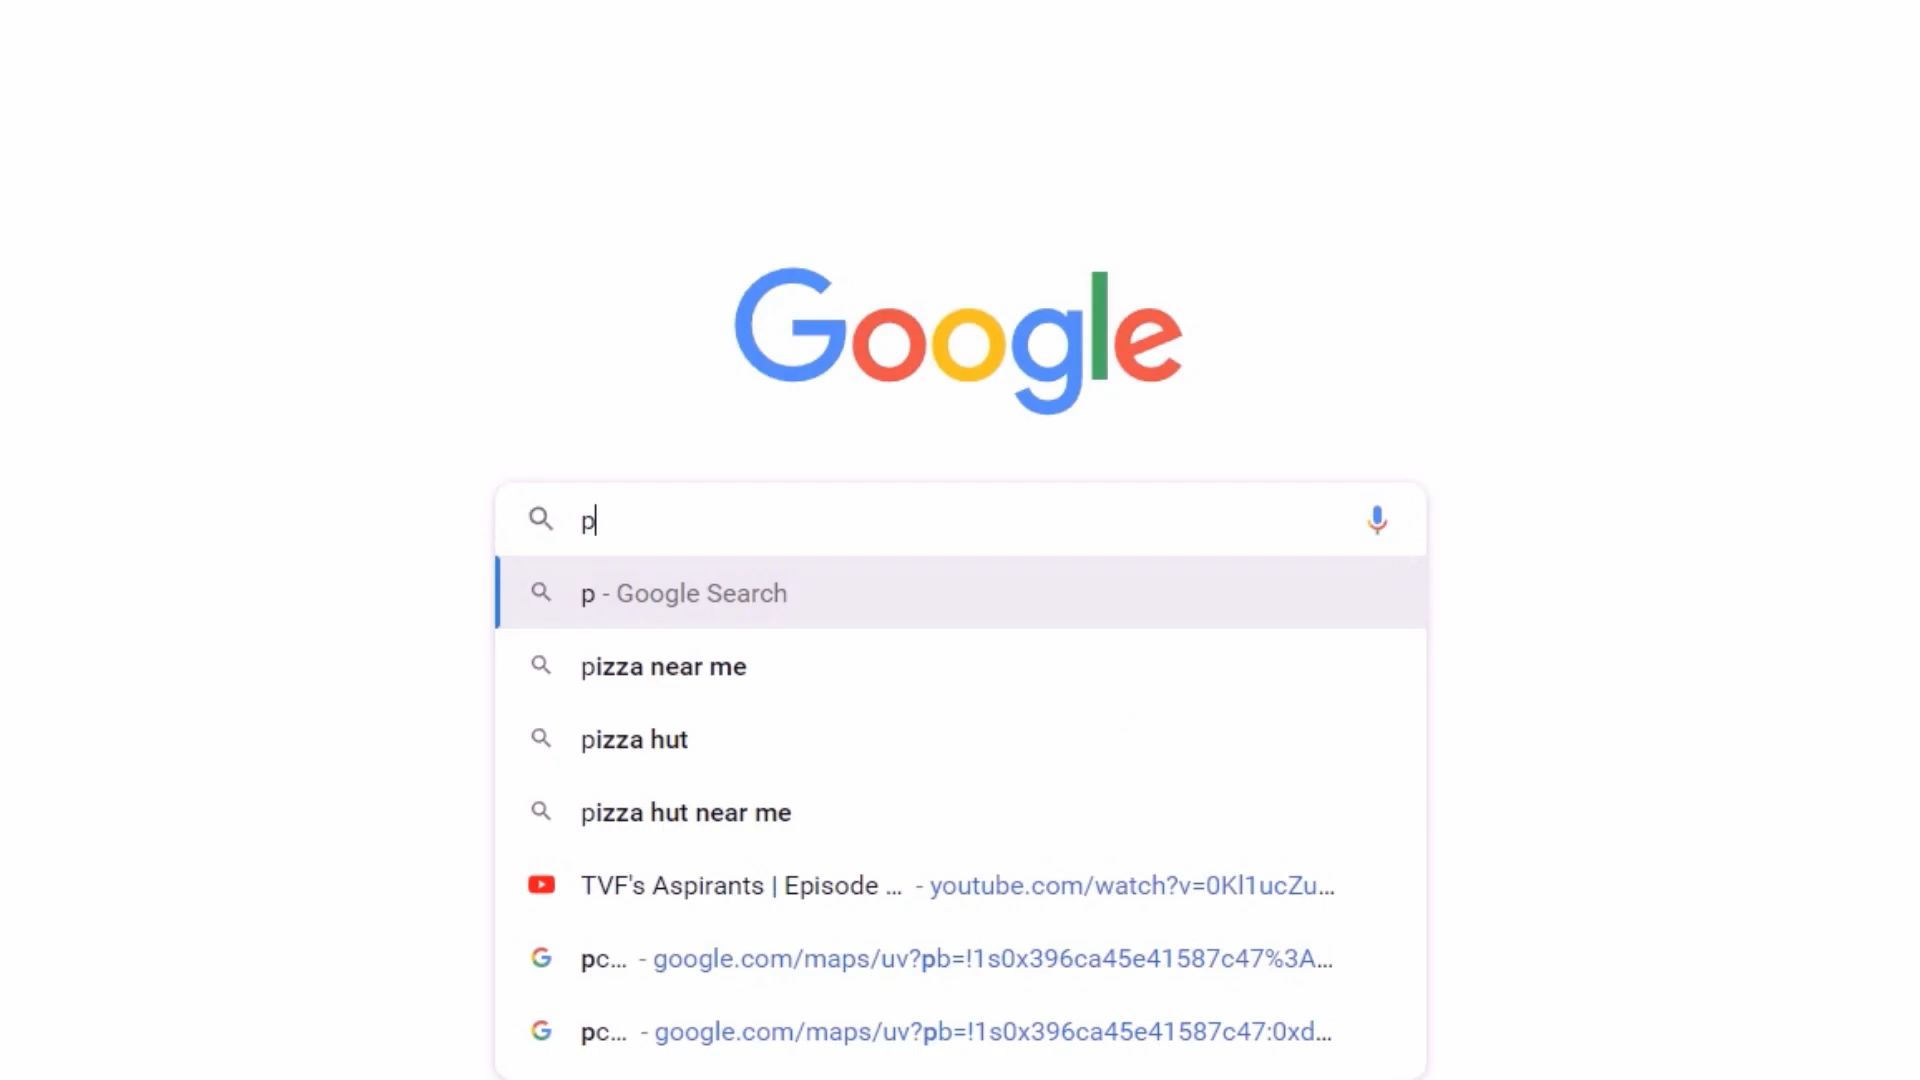 Google
p
p - Google Search
pizza near me
pizza hut
pizza hut near me
TVF's Aspirants | Episode ... - youtube.com/watch?v=0Kl1ucZu...
pc... - google.com/maps/uv?pb=!1s0x396ca45e41587c47%3A...
pc... - google.com/maps/uv?pb=!1s0x396ca45e41587c47:0xd...